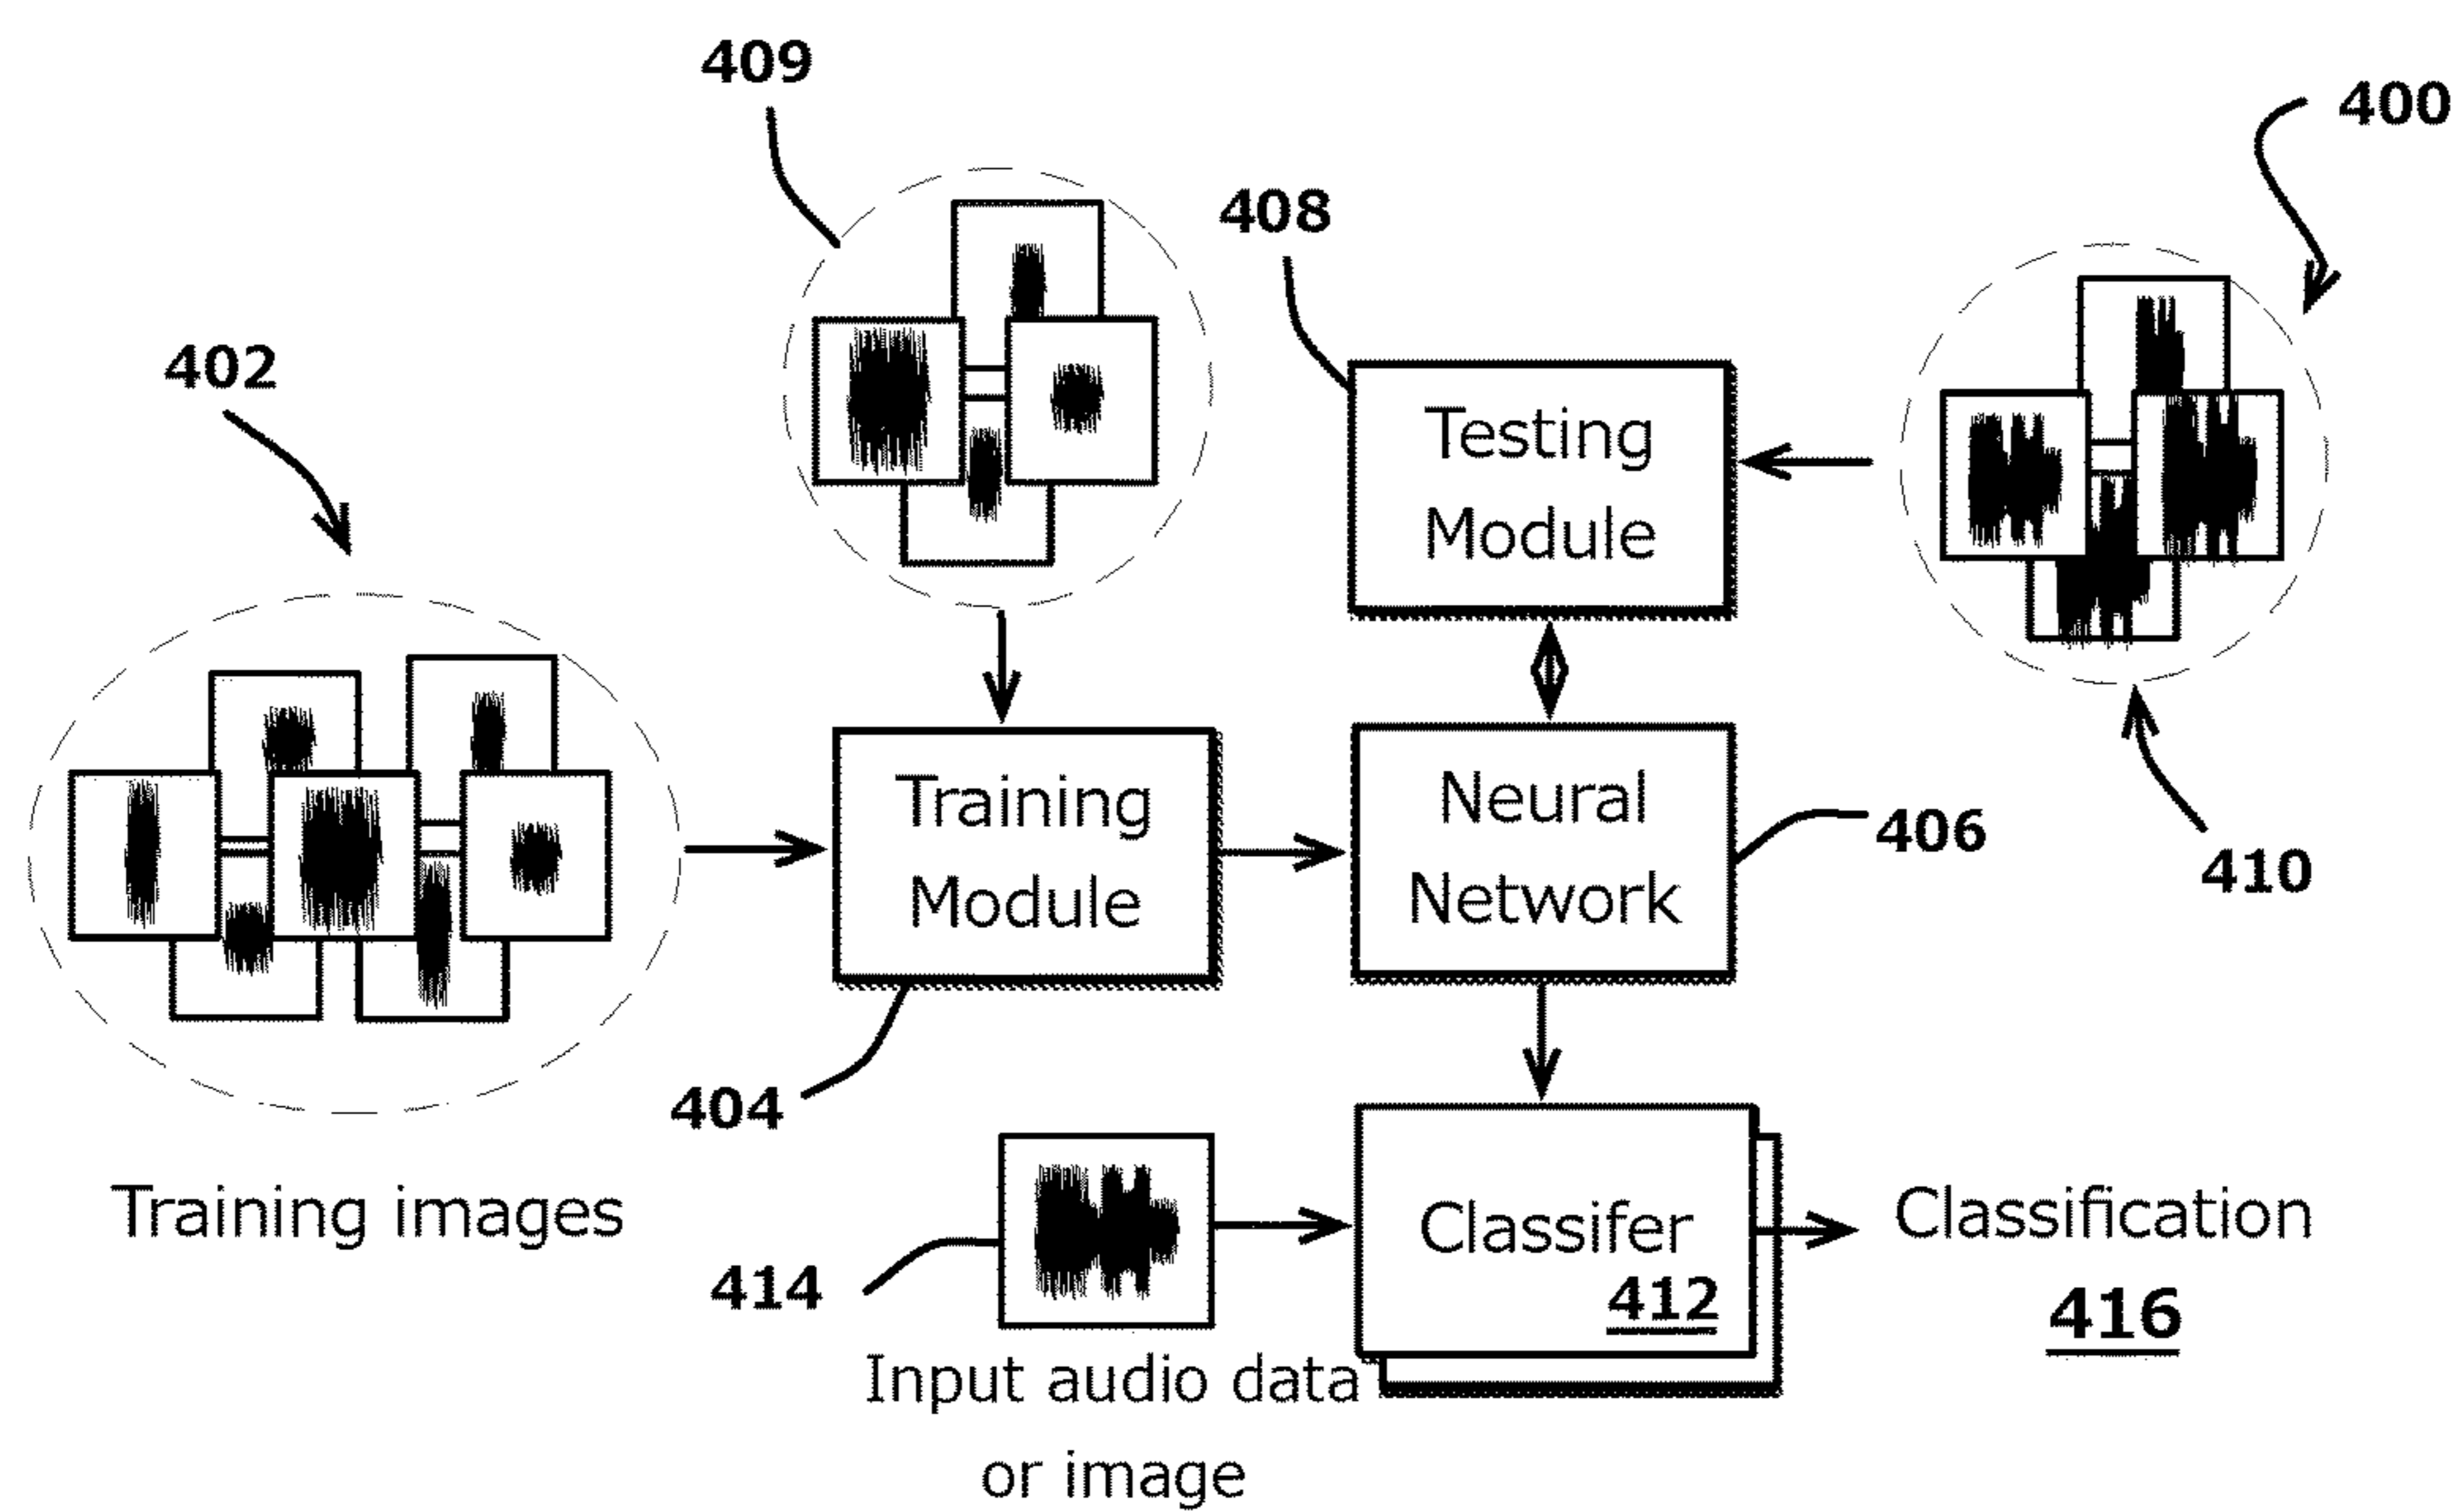 409
400
408
402
Testing
Module
Training
Module
Neural
Network
406
410
404
Training images
414
Classifer
412
Classification
416
Input audio data
or image